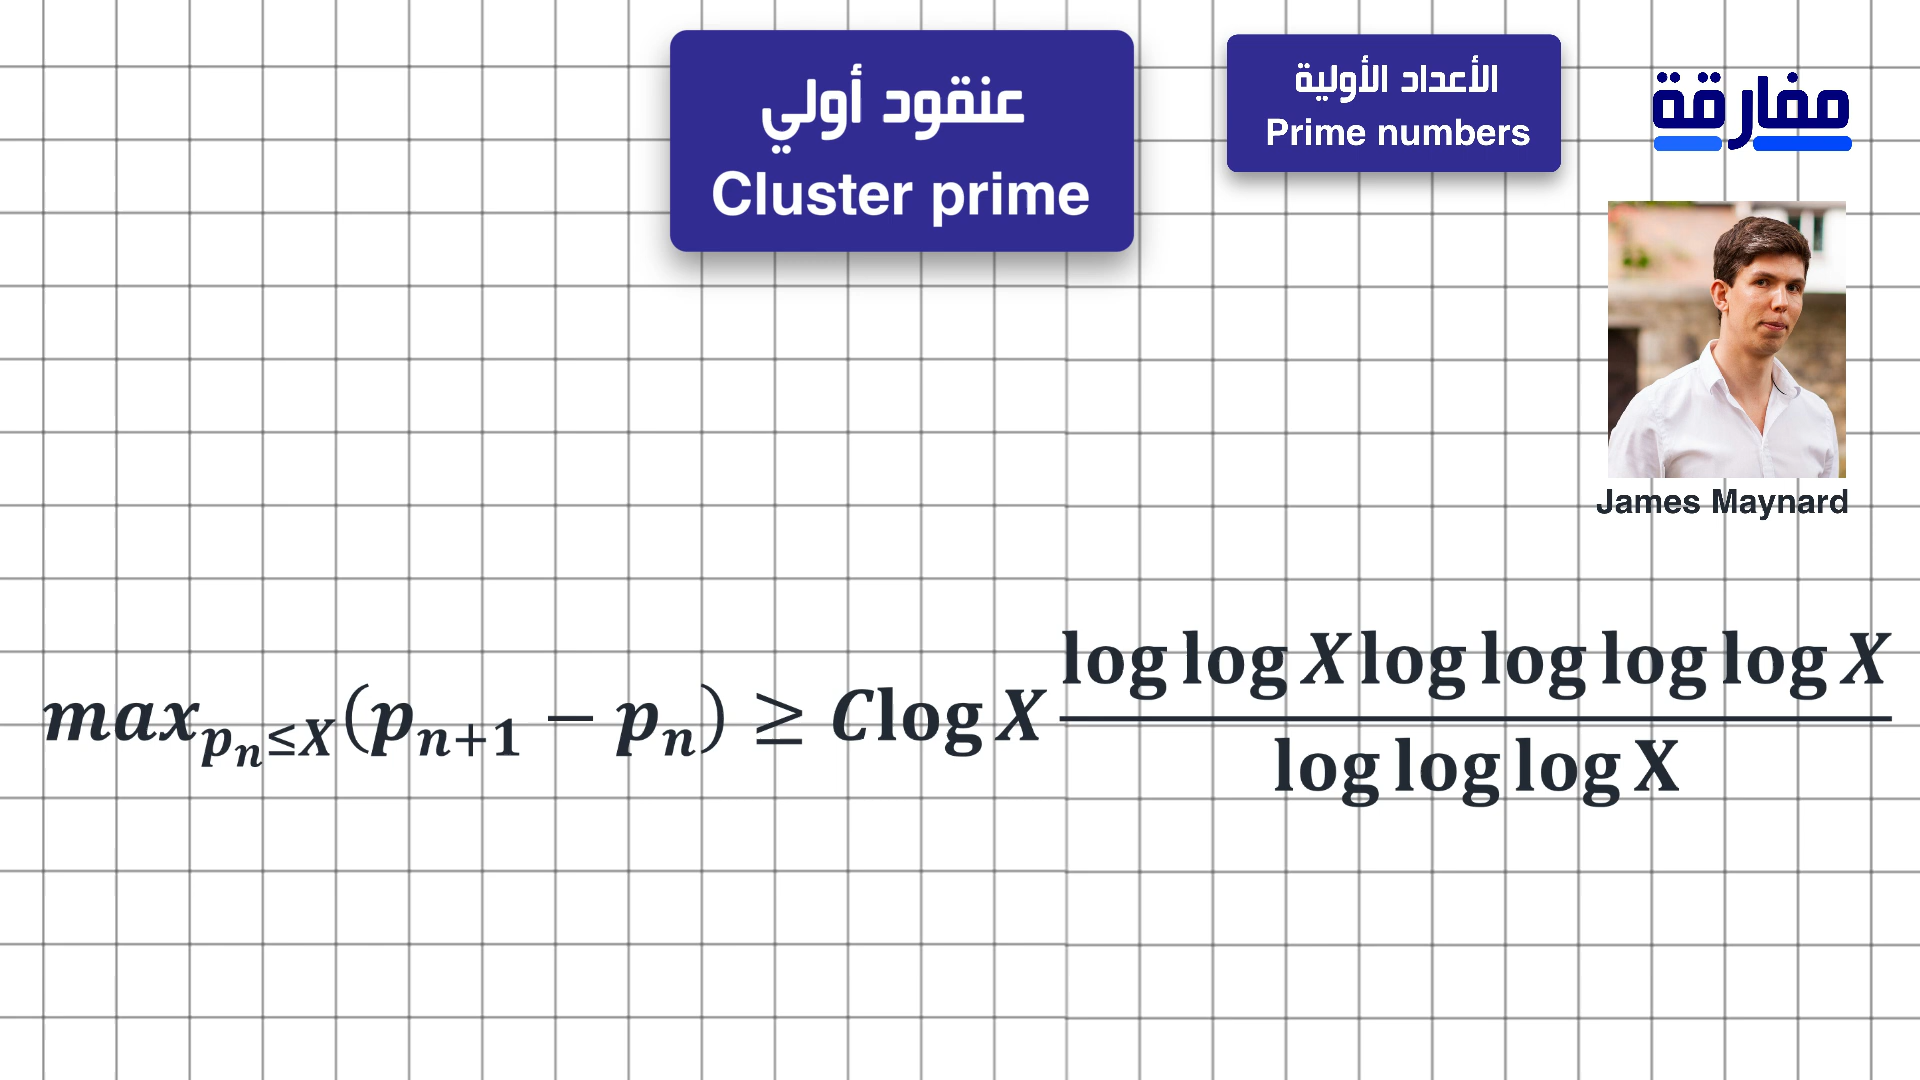 عنقود أولي
Cluster prime
الأعداد الأولية
Prime numbers
مفارقة
James Maynard
max_{p_n≤X}(p_{n+1} − p_n) ≥ C log X \frac{log log X log log log log X}{log log log X}